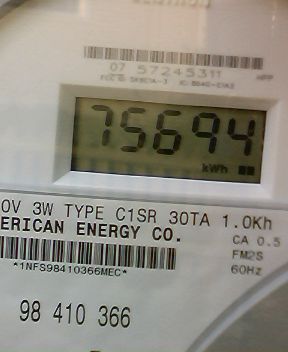 07 57245311
75694
kWh
0V 3W TYPE C1SR 30TA 1.0Kh
ERICAN ENERGY CO.
CA 0.5
FM2S
*1NFS98410366MEC*
60Hz
98 410 366